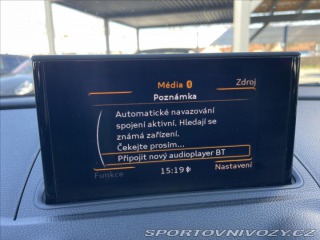 Média
Zdroj
Poznámka
Automatické navazování
spojení aktivní. Hledají se
známá zařízení.
Čekejte prosím...
Připojit nový audioplayer BT
Funkce
15:19
Nastavení
SPORTOVNIVOZY.CZ